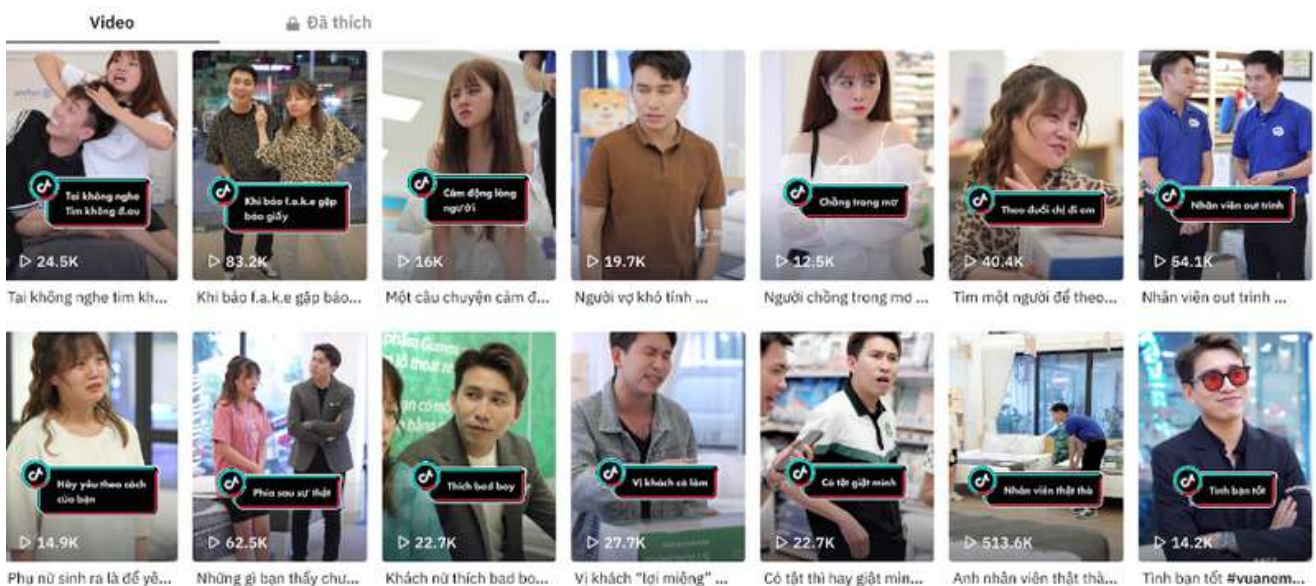 Video
Đã thích
Tai không nghe
Tim không đ.au
24.5K
Khi báo f.a.k.e gặp
báo giấy
83.2K
Cảm động lòng
người
16K
19.7K
Chồng trong mơ
12.5K
Theo đuổi chị đi em
40.4K
Nhân viên out trình
54.1K
Tai không nghe tim kh...
Khi báo f.a.k.e gặp báo...
Một câu chuyện cảm đ...
Người vợ khó tính ...
Người chồng trong mơ ...
Tìm một người để theo...
Nhân viên out trình ...
Hãy yêu theo cách
của bạn
14.9K
Phía sau sự thật
62.5K
Thích bad boy
22.7K
Vị khách cà lăm
27.7K
Có tật giật mình
22.7K
Nhân viên thật thà
513.6K
Tình bạn tốt
14.2K
Phụ nữ sinh ra là để yê...
Những gì bạn thấy chư...
Khách nữ thích bad bo...
Vị khách "lợi miệng" ...
Có tật thì hay giật mìn...
Anh nhân viên thật thà...
Tình bạn tốt #vuanem.